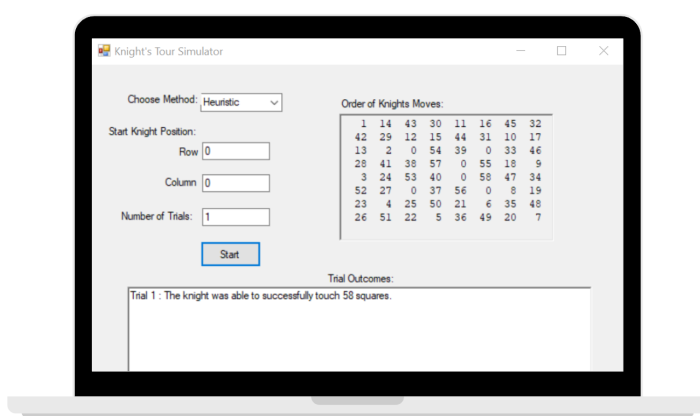 Knight's Tour Simulator
Choose Method: Heuristic
Start Knight Position:
Row 0
Column 0
Number of Trials: 1
Start
Order of Knights Moves:
1 14 43 30 11 16 45 32
42 29 12 15 44 31 10 17
13 2 0 54 39 0 33 46
28 41 38 57 0 55 18 9
3 24 53 40 0 58 47 34
52 27 0 37 56 0 8 19
23 4 25 50 21 6 35 48
26 51 22 5 36 49 20 7
Trial Outcomes:
Trial 1 : The knight was able to successfully touch 58 squares.